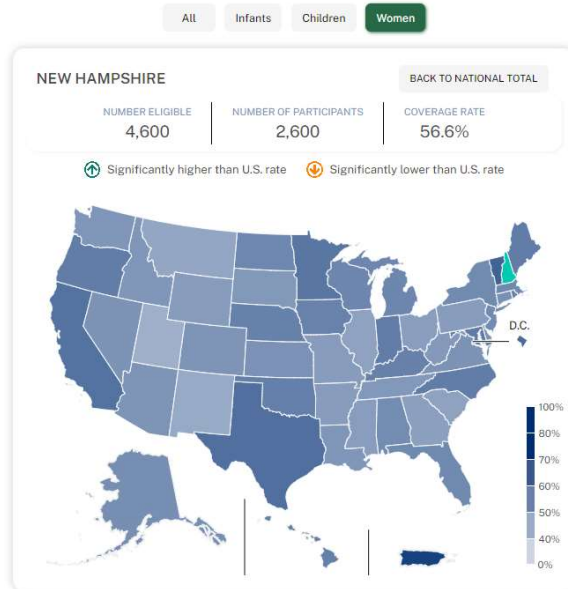 All Infants Children Women
NEW HAMPSHIRE BACK TO NATIONAL TOTAL
NUMBER ELIGIBLE NUMBER OF PARTICIPANTS COVERAGE RATE
4,600 2,600 56.6%
Significantly higher than U.S. rate Significantly lower than U.S. rate
D.C.
100%
80%
70%
60%
50%
40%
0%